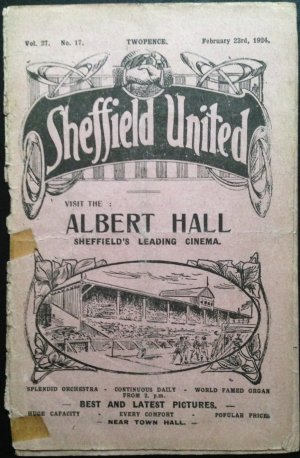 Vol. 27. No. 17. TWOPENCE. February 23rd, 1924.
Sheffield United
VISIT THE :
ALBERT HALL
SHEFFIELD'S LEADING CINEMA.
SPLENDID ORCHESTRA - CONTINUOUS DAILY - WORLD FAMED ORGAN
FROM 2. p.m.
— BEST AND LATEST PICTURES. —
HUGE CAPACITY - EVERY COMFORT - POPULAR PRICES
— NEAR TOWN HALL. —